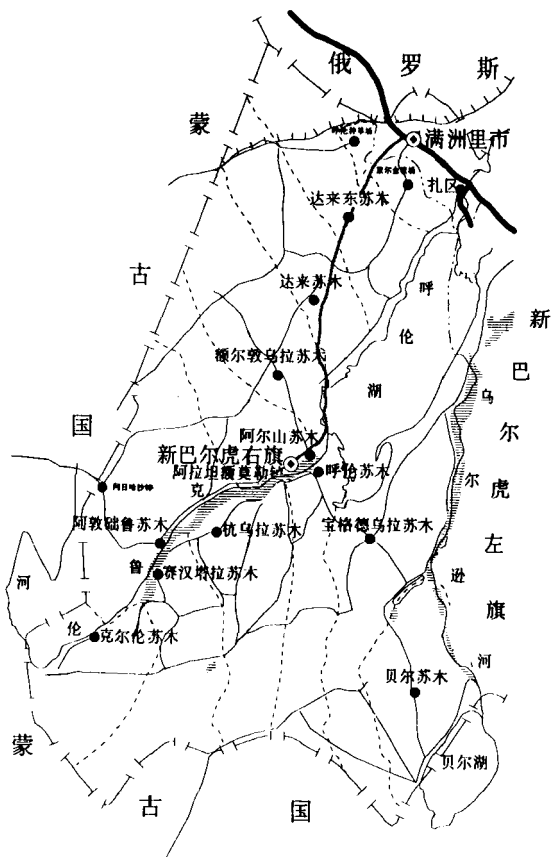 俄罗斯
蒙古国
满洲里市
扎区
达来东苏木
达来苏木
呼伦湖
额尔敦乌拉苏木
新巴尔虎左旗
乌尔逊河
阿尔山苏木
新巴尔虎右旗
阿拉坦额莫勒镇
呼伦苏木
阿日哈沙特
克鲁伦河
阿敦础鲁苏木
杭乌拉苏木
宝格德乌拉苏木
赛汉塔拉苏木
克尔伦苏木
贝尔苏木
贝尔湖
蒙古国